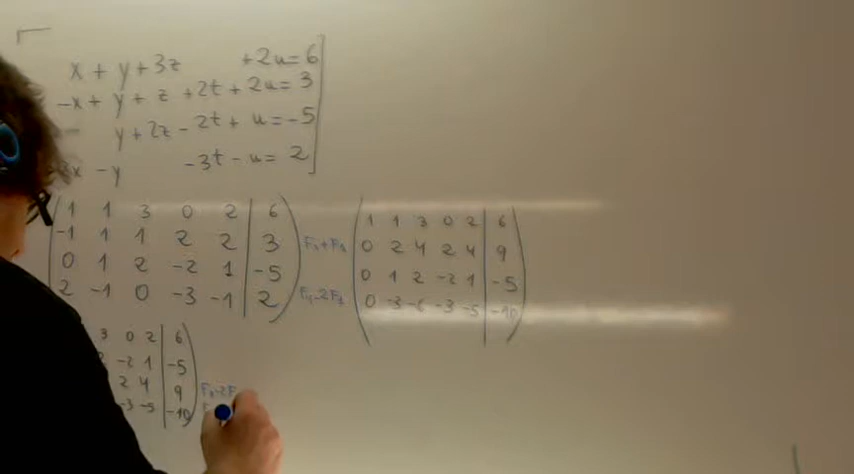 x + y + 3z +2u = 6
-x + y + z + 2t + 2u = 3
y + 2z - 2t + u = -5
x - y -3t - u = 2
1 1 3 0 2 | 6
-1 1 1 2 2 | 3 F₂+F₁
0 1 2 -2 1 | -5
2 -1 0 -3 -1 | 2 F₄-2F₁
1 1 3 0 2 | 6
0 2 4 2 4 | 9
0 1 2 -2 1 | -5
0 -3 -6 -3 -5 | -10
3 0 2 | 6
-2 1 | -5
2 4 | 9 F₃-2F
-3 -5 | -10